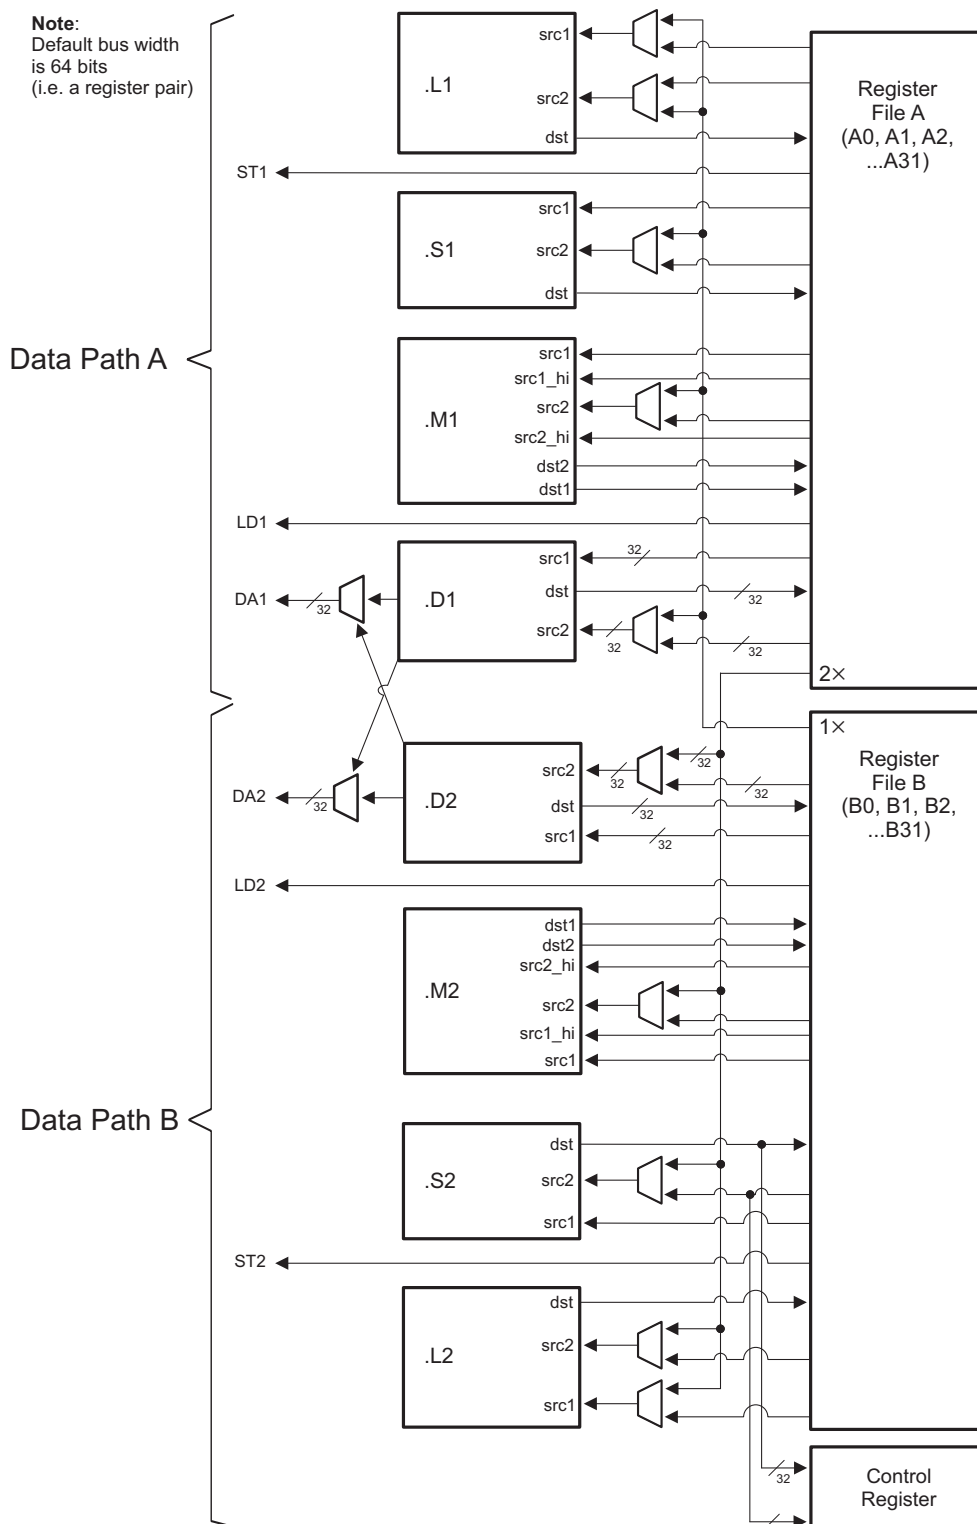 Note:
Default bus width
is 64 bits
(i.e. a register pair)
src1
.L1
src2
dst
Register
File A
(A0, A1, A2,
...A31)
ST1
src1
.S1
src2
dst
Data Path A
src1
src1_hi
.M1
src2
src2_hi
dst2
dst1
LD1
src1
32
DA1
32
.D1
dst
32
src2
32
32
2×
1×
Register
File B
(B0, B1, B2,
...B31)
src2
32
32
32
DA2
32
.D2
dst
32
src1
32
LD2
dst1
dst2
src2_hi
.M2
src2
src1_hi
src1
Data Path B
dst
.S2
src2
src1
ST2
dst
.L2
src2
src1
32
Control
Register